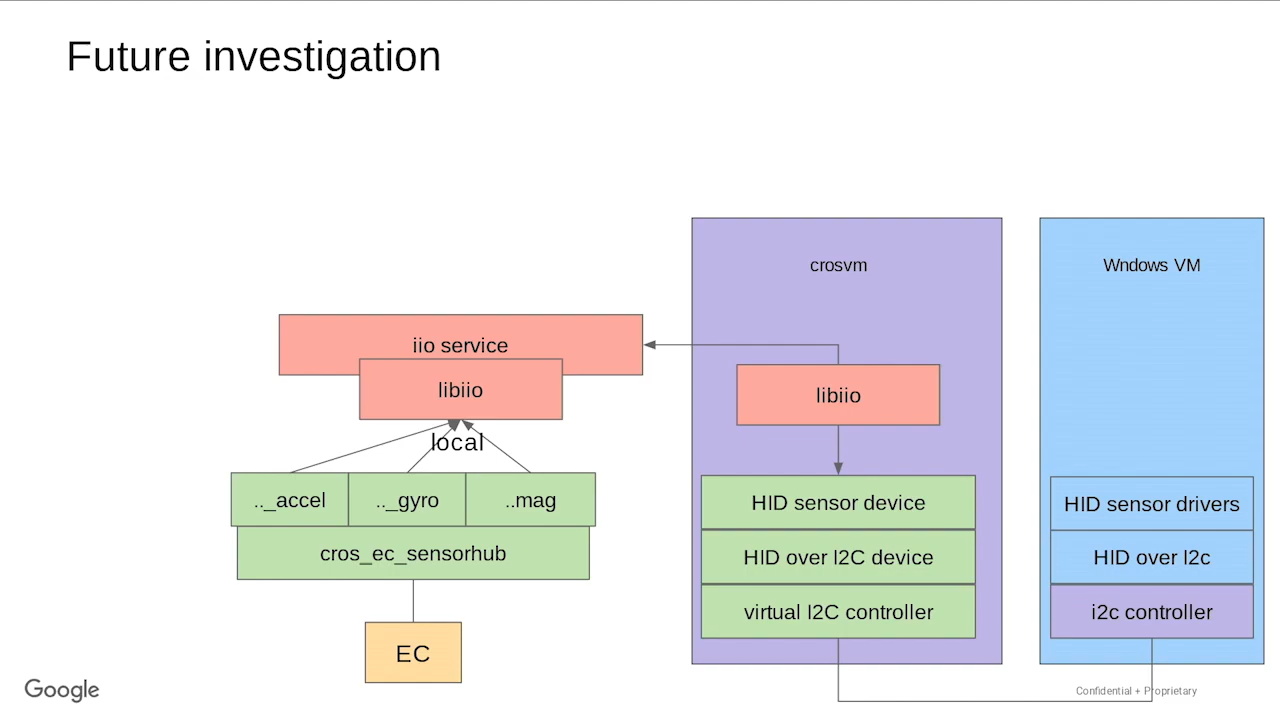 Future investigation
crosvm
Wndows VM
iio service
libiio
libiio
local
.._accel
.._gyro
..mag
HID sensor device
HID sensor drivers
cros_ec_sensorhub
HID over I2C device
HID over I2c
virtual I2C controller
i2c controller
EC
Google
Confidential + Proprietary